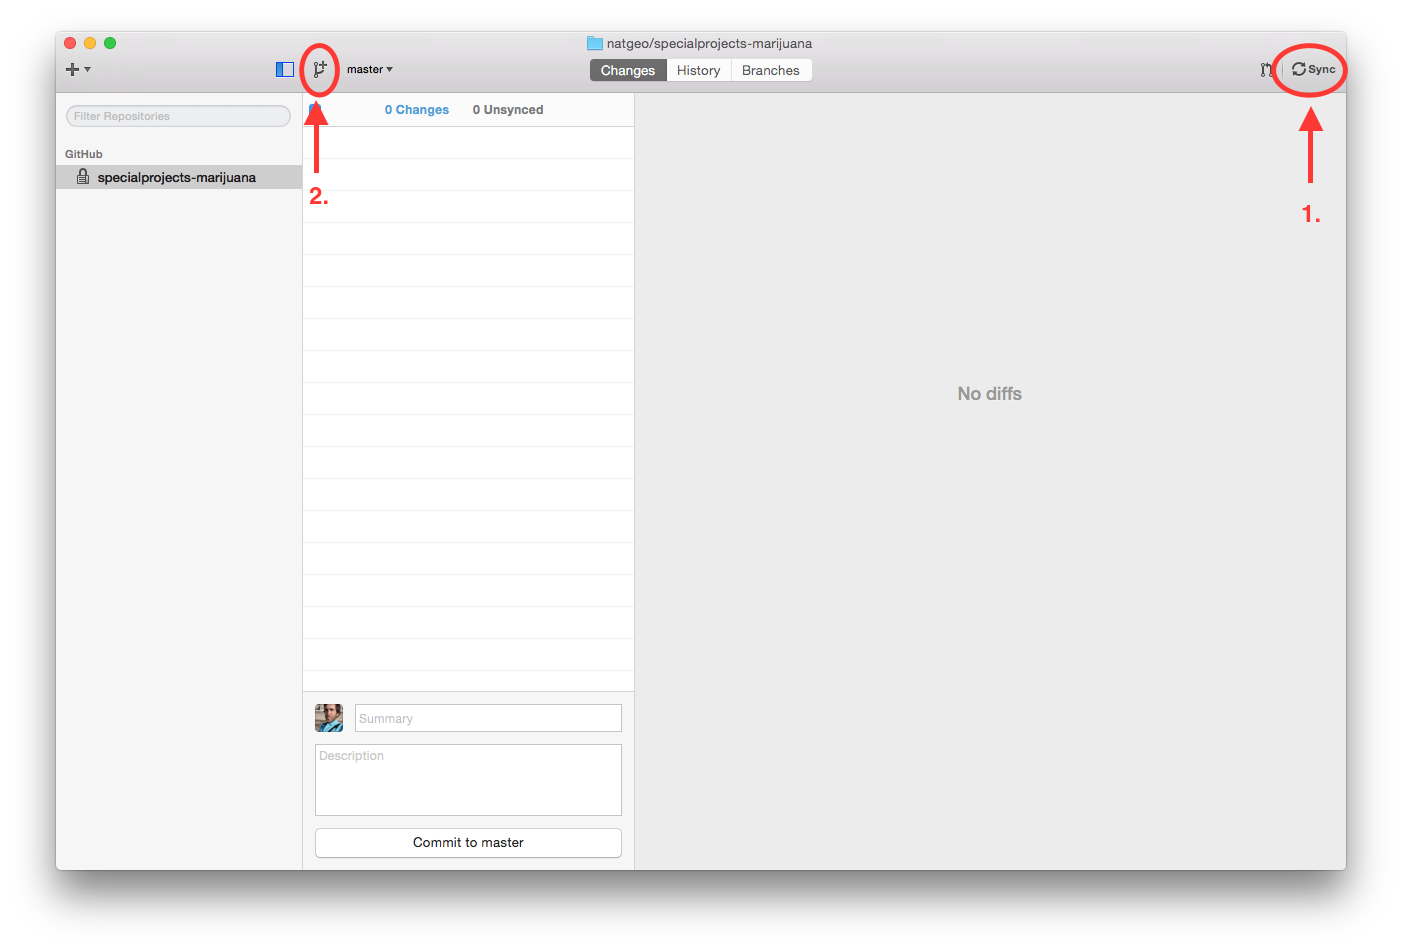 natgeo/specialprojects-marijuana
master
Changes History Branches
Sync
Filter Repositories
0 Changes 0 Unsynced
GitHub
specialprojects-marijuana
2.
1.
No diffs
Summary
Description
Commit to master